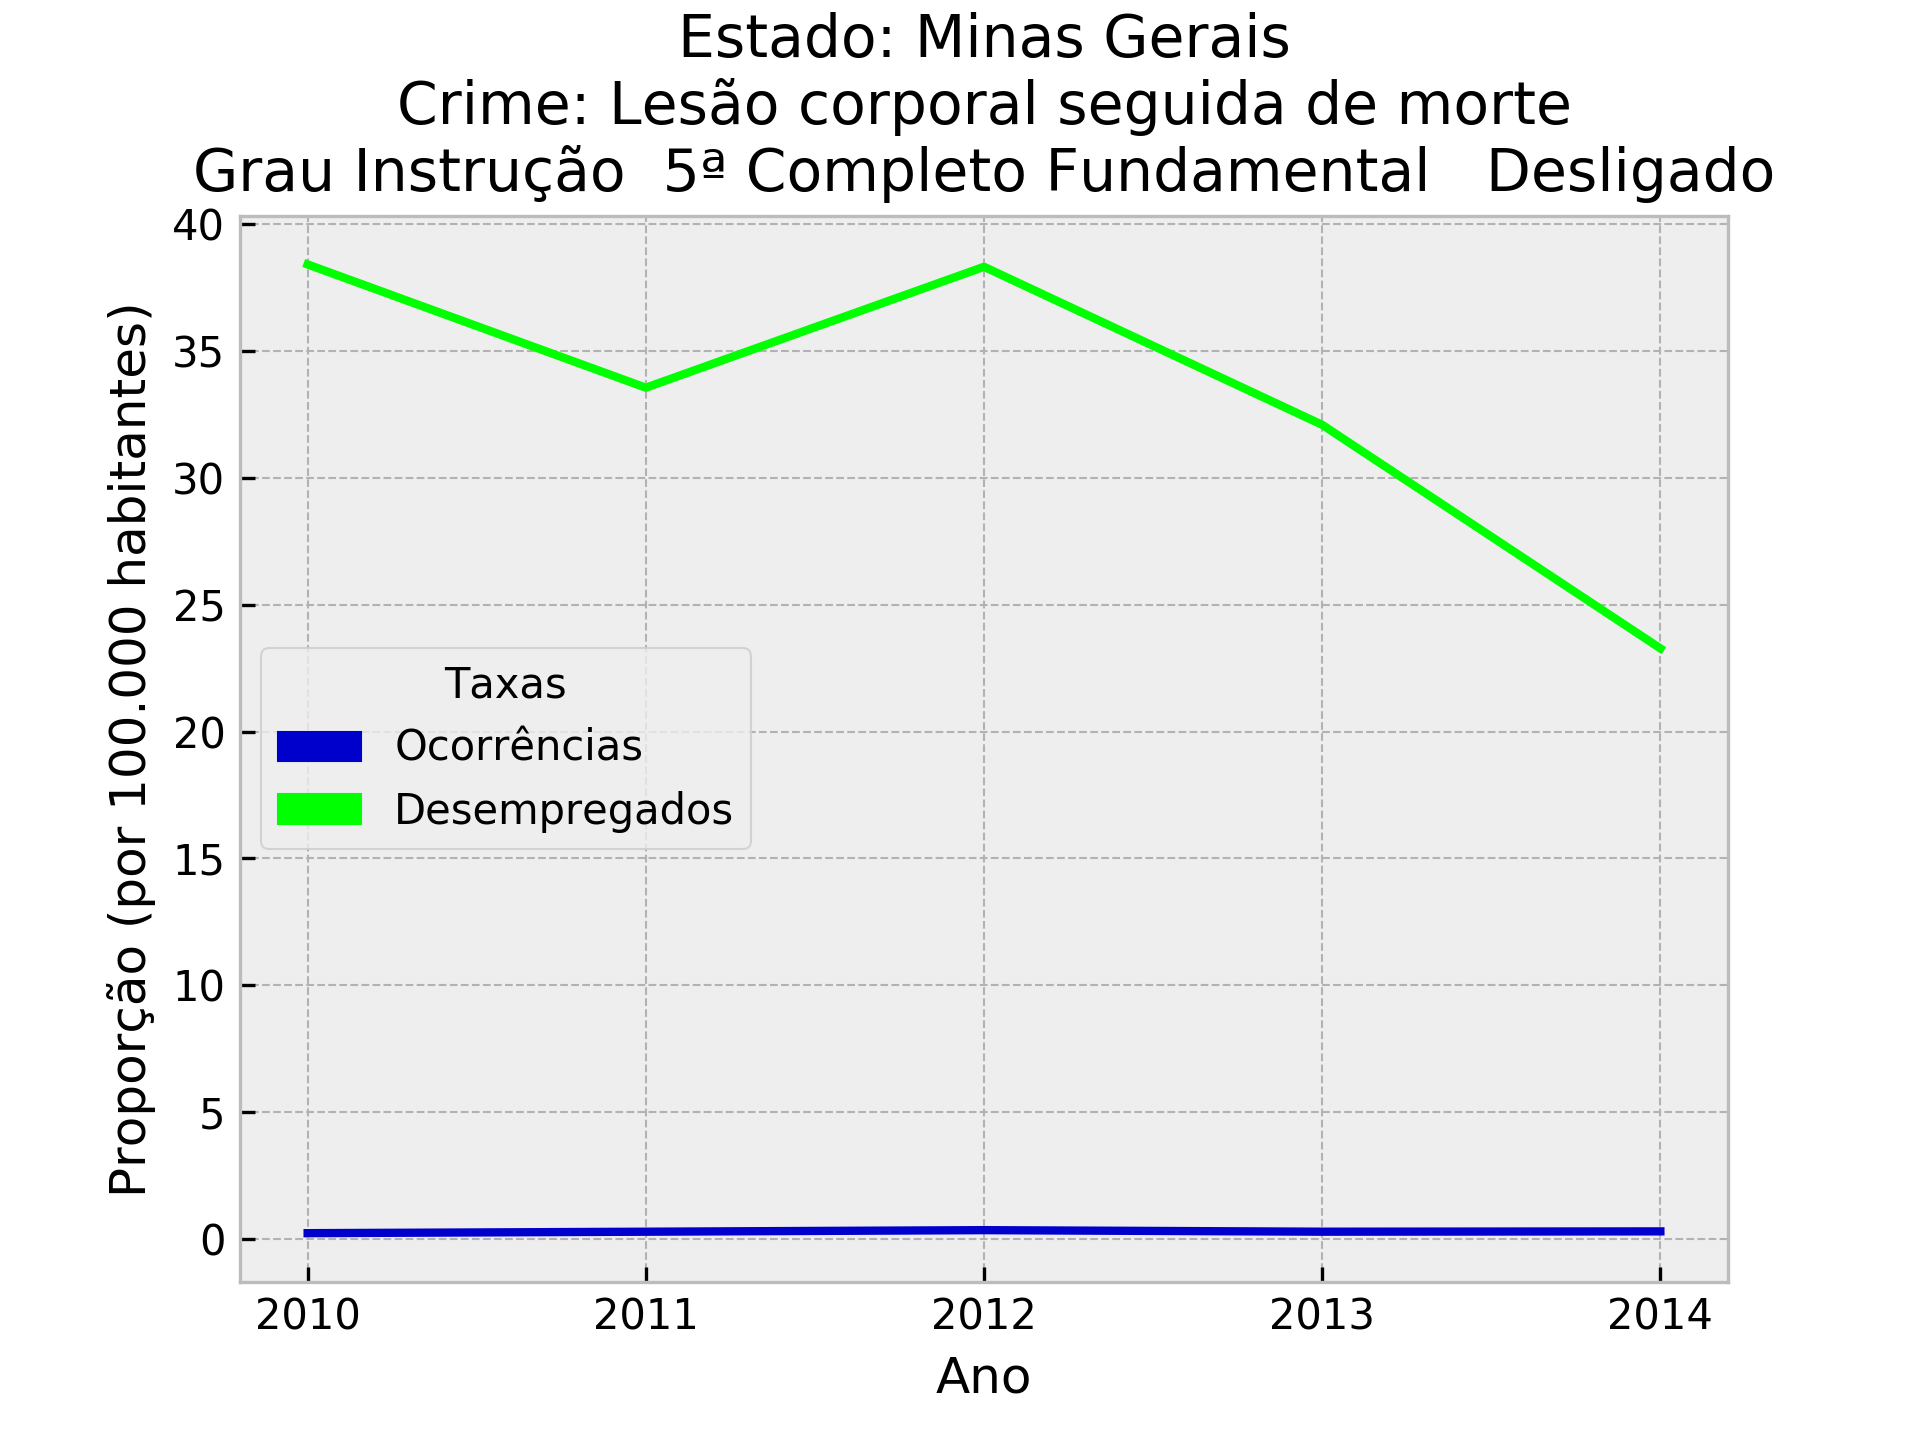 Estado: Minas Gerais
Crime: Lesão corporal seguida de morte
Grau Instrução  5ª Completo Fundamental   Desligado
Proporção (por 100.000 habitantes)
40
35
30
25
20
15
10
5
0
Taxas
Ocorrências
Desempregados
2010 2011 2012 2013 2014
Ano